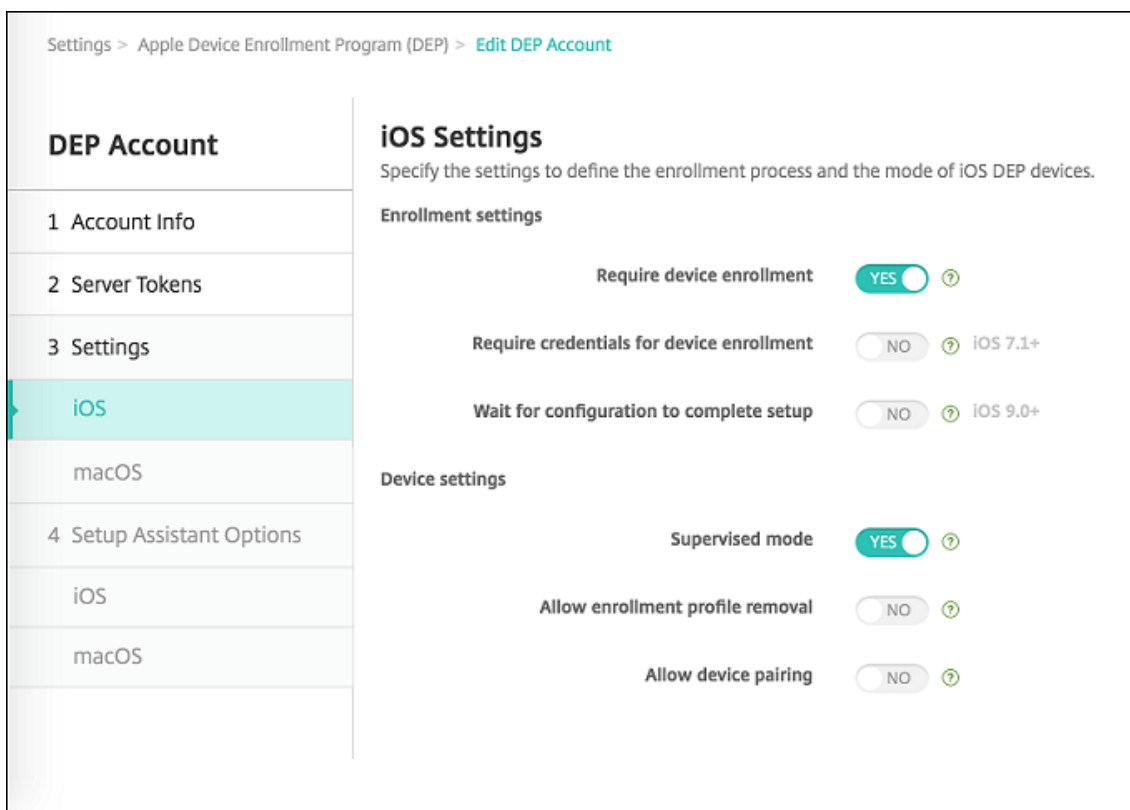 Settings > Apple Device Enrollment Program (DEP) > Edit DEP Account
DEP Account
1 Account Info
2 Server Tokens
3 Settings
iOS
macOS
4 Setup Assistant Options
iOS
macOS
iOS Settings
Specify the settings to define the enrollment process and the mode of iOS DEP devices.
Enrollment settings
Require device enrollment YES ?
Require credentials for device enrollment NO ? iOS 7.1+
Wait for configuration to complete setup NO ? iOS 9.0+
Device settings
Supervised mode YES ?
Allow enrollment profile removal NO ?
Allow device pairing NO ?